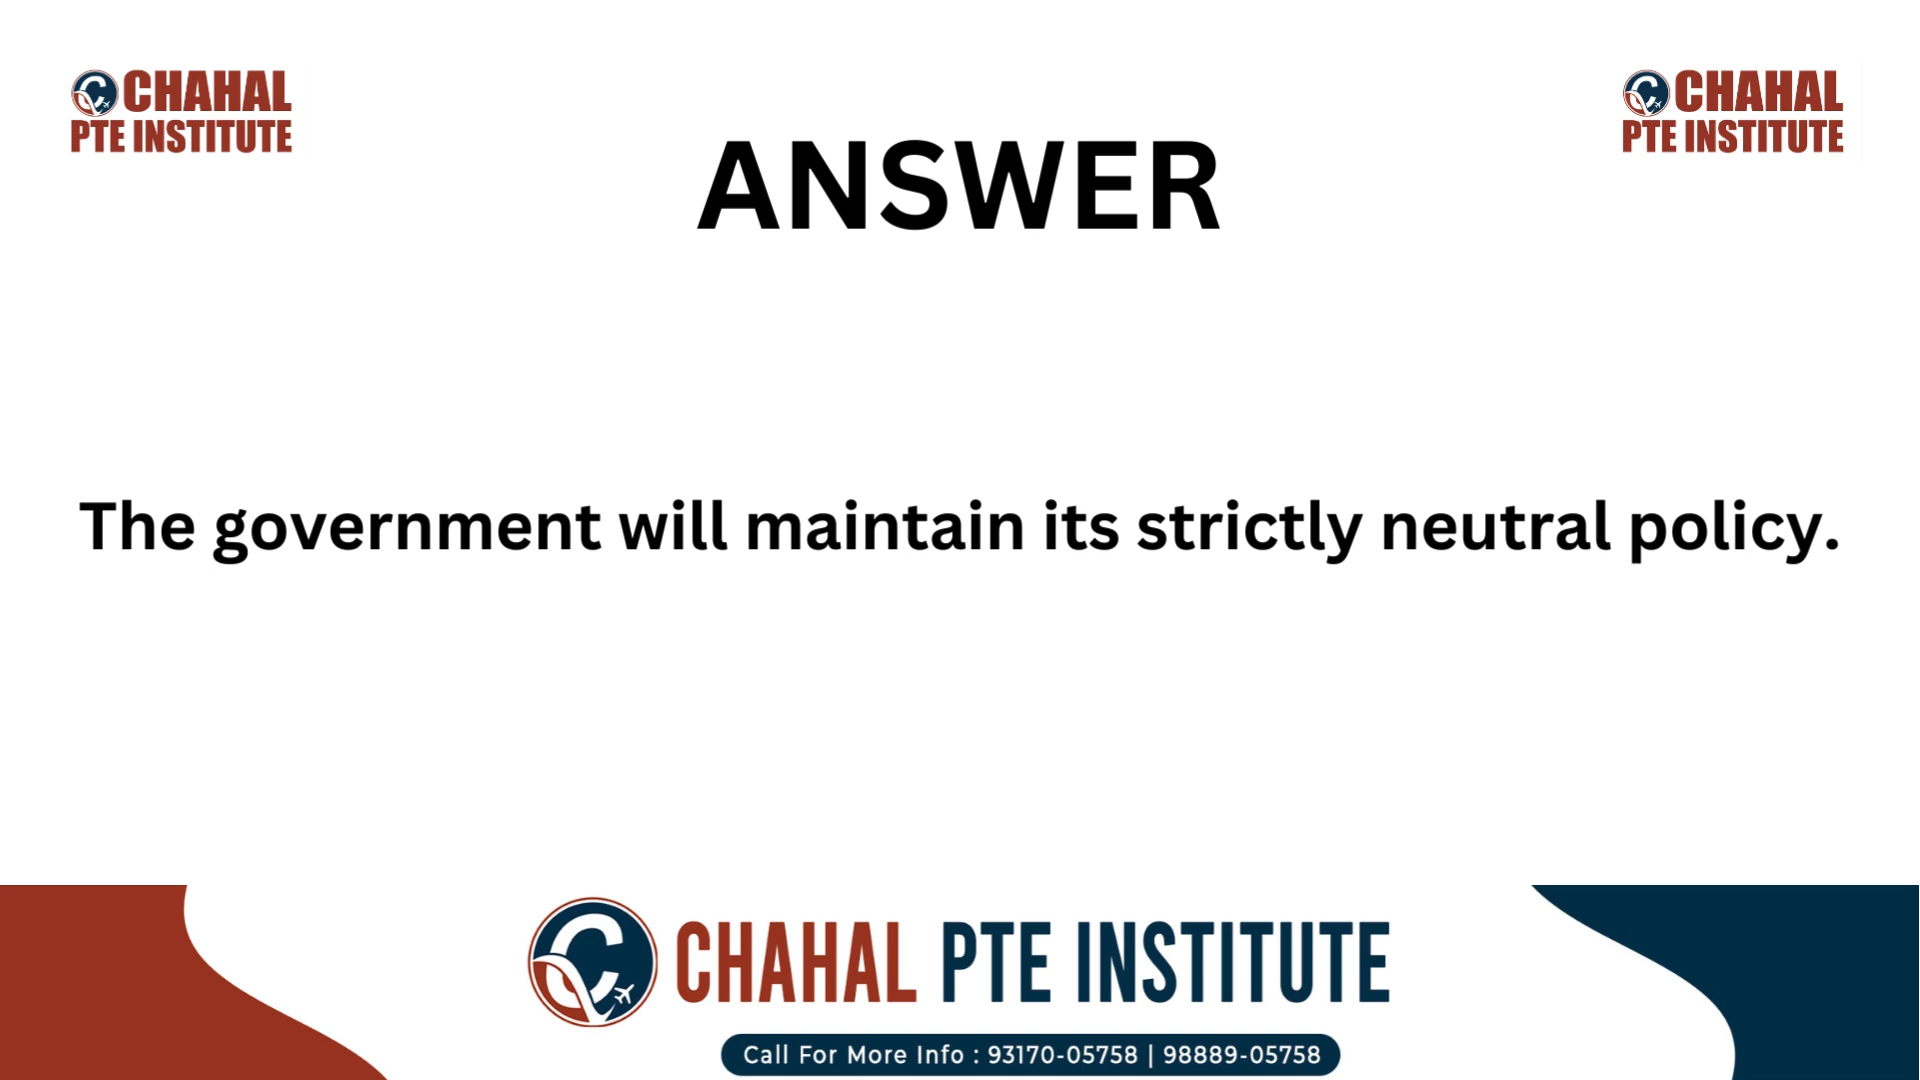 CHAHAL
PTE INSTITUTE
CHAHAL
PTE INSTITUTE
ANSWER
The government will maintain its strictly neutral policy.
CHAHAL PTE INSTITUTE
Call For More Info : 93170-05758 | 98889-05758